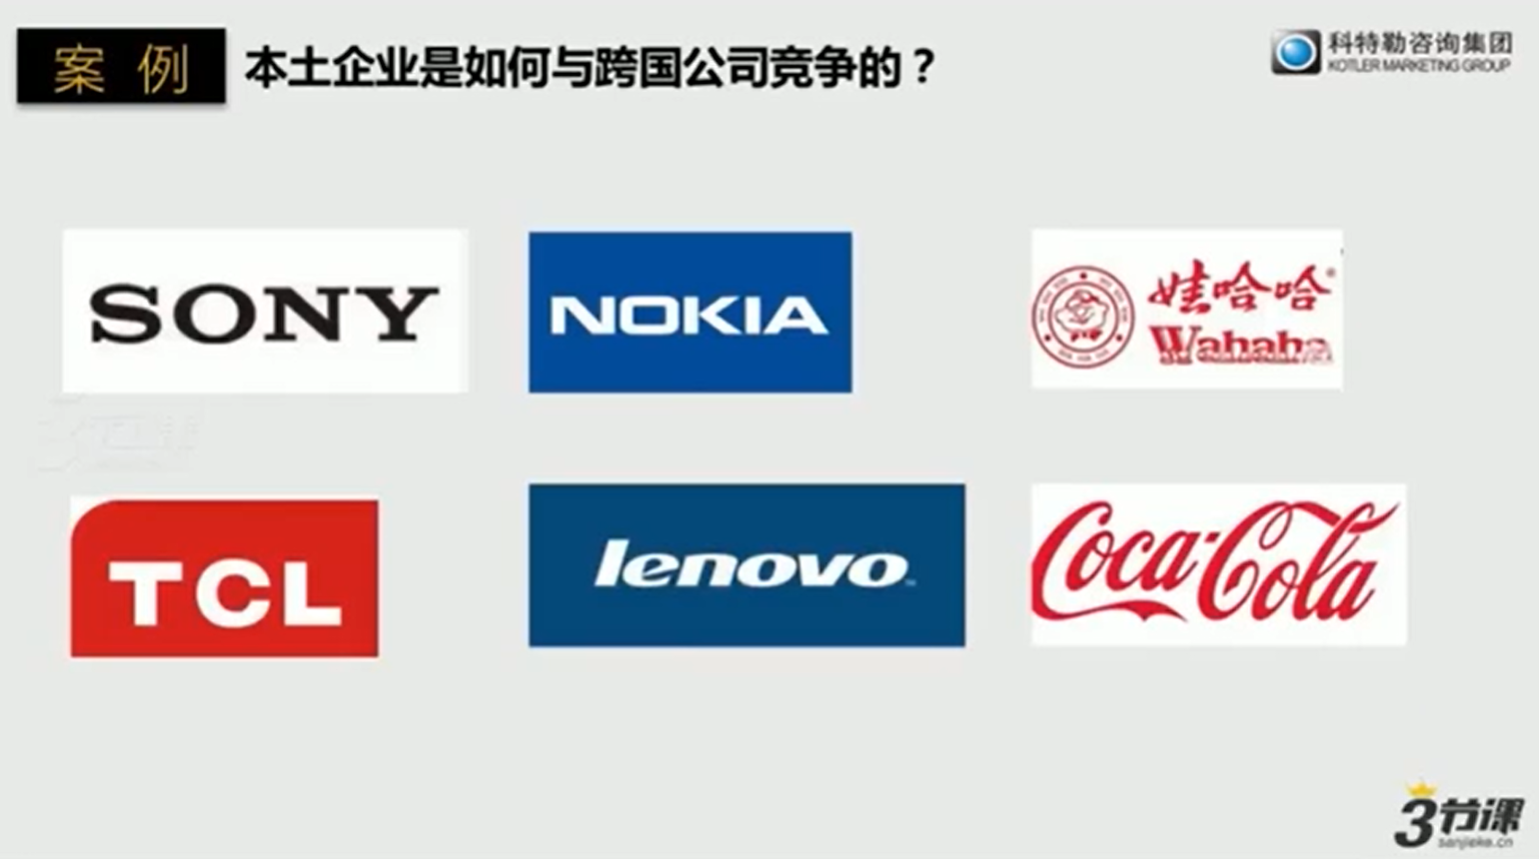 案 例
本土企业是如何与跨国公司竞争的？
科特勒咨询集团
KOTLER MARKETING GROUP
SONY
NOKIA
娃哈哈®
Wahaha
TCL
lenovo
Coca-Cola
3节课
sanjieke.cn